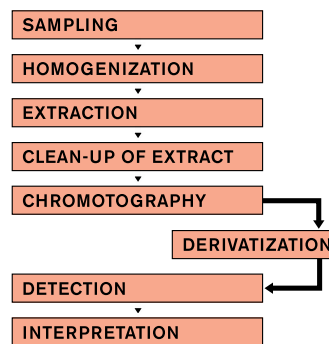 SAMPLING
HOMOGENIZATION
EXTRACTION
CLEAN-UP OF EXTRACT
CHROMOTOGRAPHY
DERIVATIZATION
DETECTION
INTERPRETATION